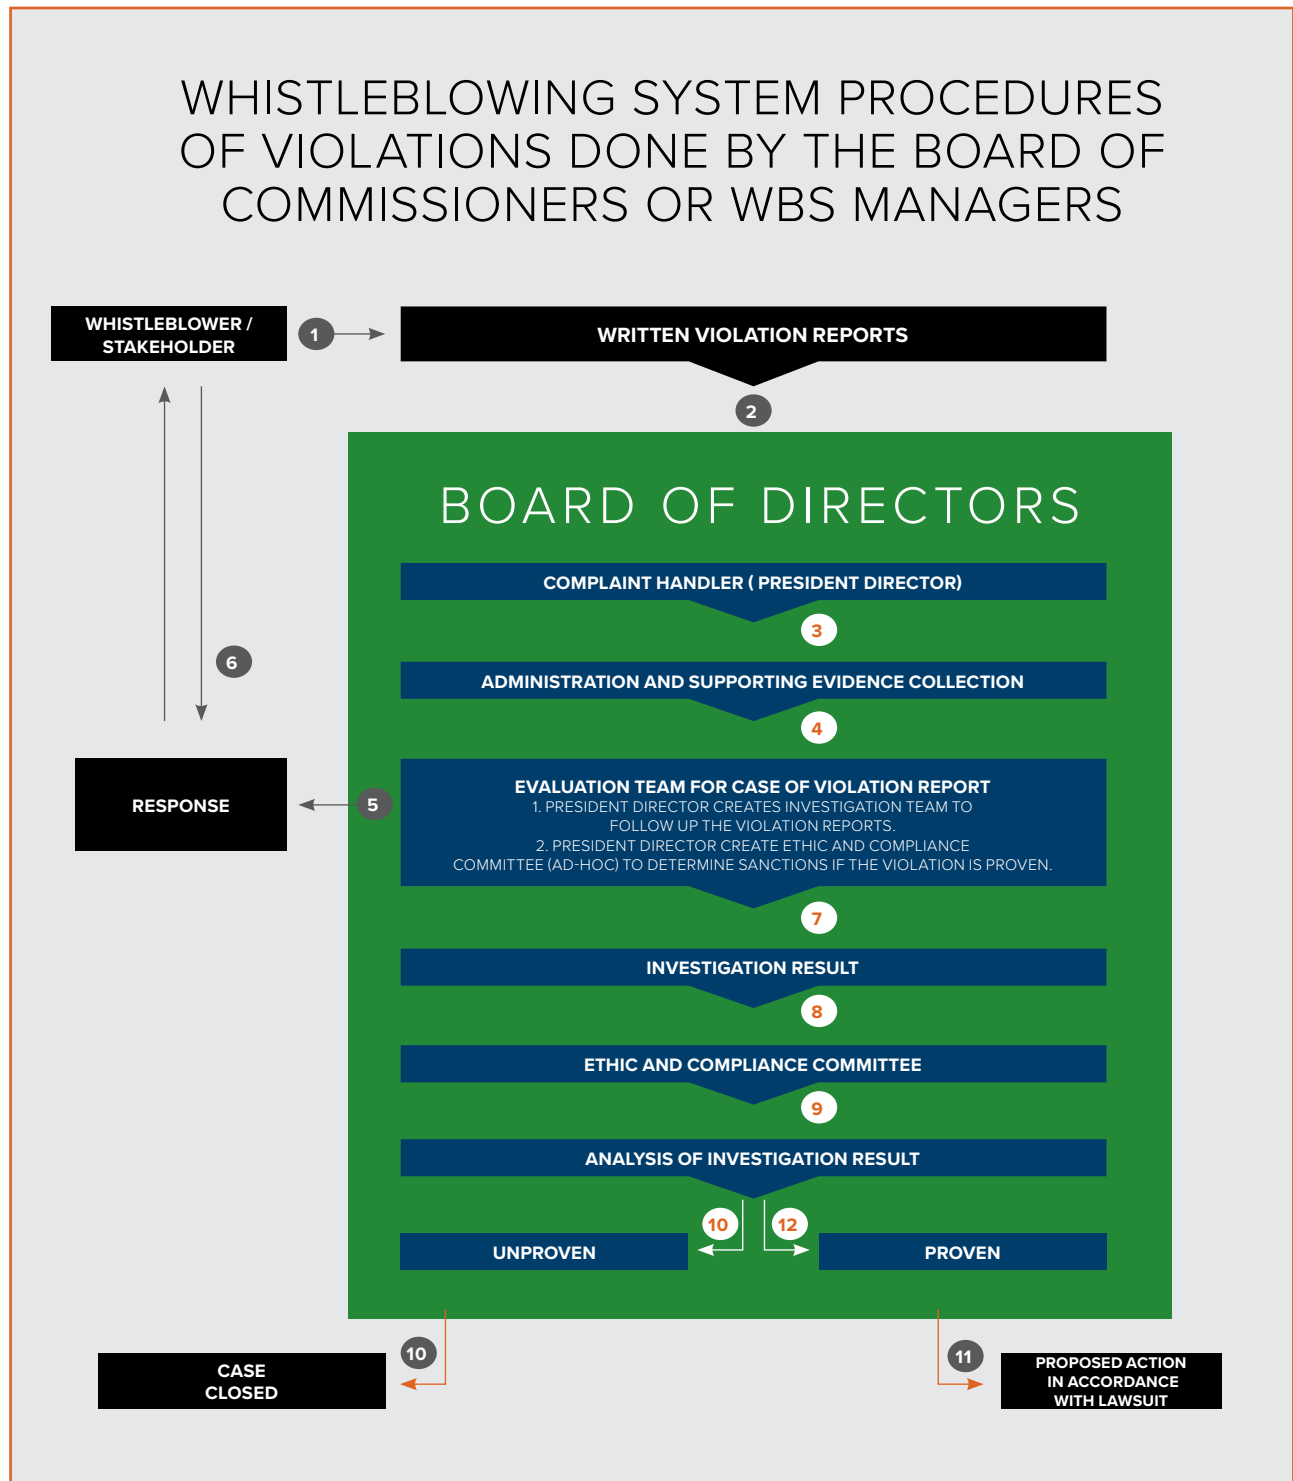 WHISTLEBLOWING SYSTEM PROCEDURES
OF VIOLATIONS DONE BY THE BOARD OF
COMMISSIONERS OR WBS MANAGERS
WHISTLEBLOWER /
STAKEHOLDER
1
WRITTEN VIOLATION REPORTS
2
BOARD OF DIRECTORS
COMPLAINT HANDLER ( PRESIDENT DIRECTOR)
3
6
ADMINISTRATION AND SUPPORTING EVIDENCE COLLECTION
4
RESPONSE
5
EVALUATION TEAM FOR CASE OF VIOLATION REPORT
1. PRESIDENT DIRECTOR CREATES INVESTIGATION TEAM TO
FOLLOW UP THE VIOLATION REPORTS.
2. PRESIDENT DIRECTOR CREATE ETHIC AND COMPLIANCE
COMMITTEE (AD-HOC) TO DETERMINE SANCTIONS IF THE VIOLATION IS PROVEN.
7
INVESTIGATION RESULT
8
ETHIC AND COMPLIANCE COMMITTEE
9
ANALYSIS OF INVESTIGATION RESULT
10
12
UNPROVEN
PROVEN
10
11
CASE
CLOSED
PROPOSED ACTION
IN ACCORDANCE
WITH LAWSUIT